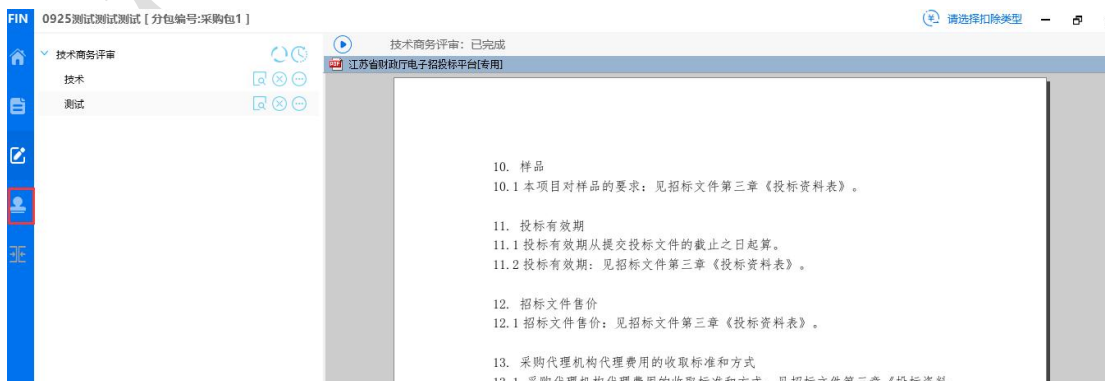 FIN 0925测试测试测试 [ 分包编号:采购包1 ]
请选择扣除类型
技术商务评审
技术
测试
技术商务评审：已完成
江苏省财政厅电子招投标平台[专用]
10. 样品
10.1 本项目对样品的要求；见招标文件第三章《投标资料表》。
11. 投标有效期
11.1 投标有效期从提交投标文件的截止之日起算。
11.2 投标有效期：见招标文件第三章《投标资料表》。
12. 招标文件售价
12.1 招标文件售价：见招标文件第三章《投标资料表》。
13. 采购代理机构代理费用的收取标准和方式